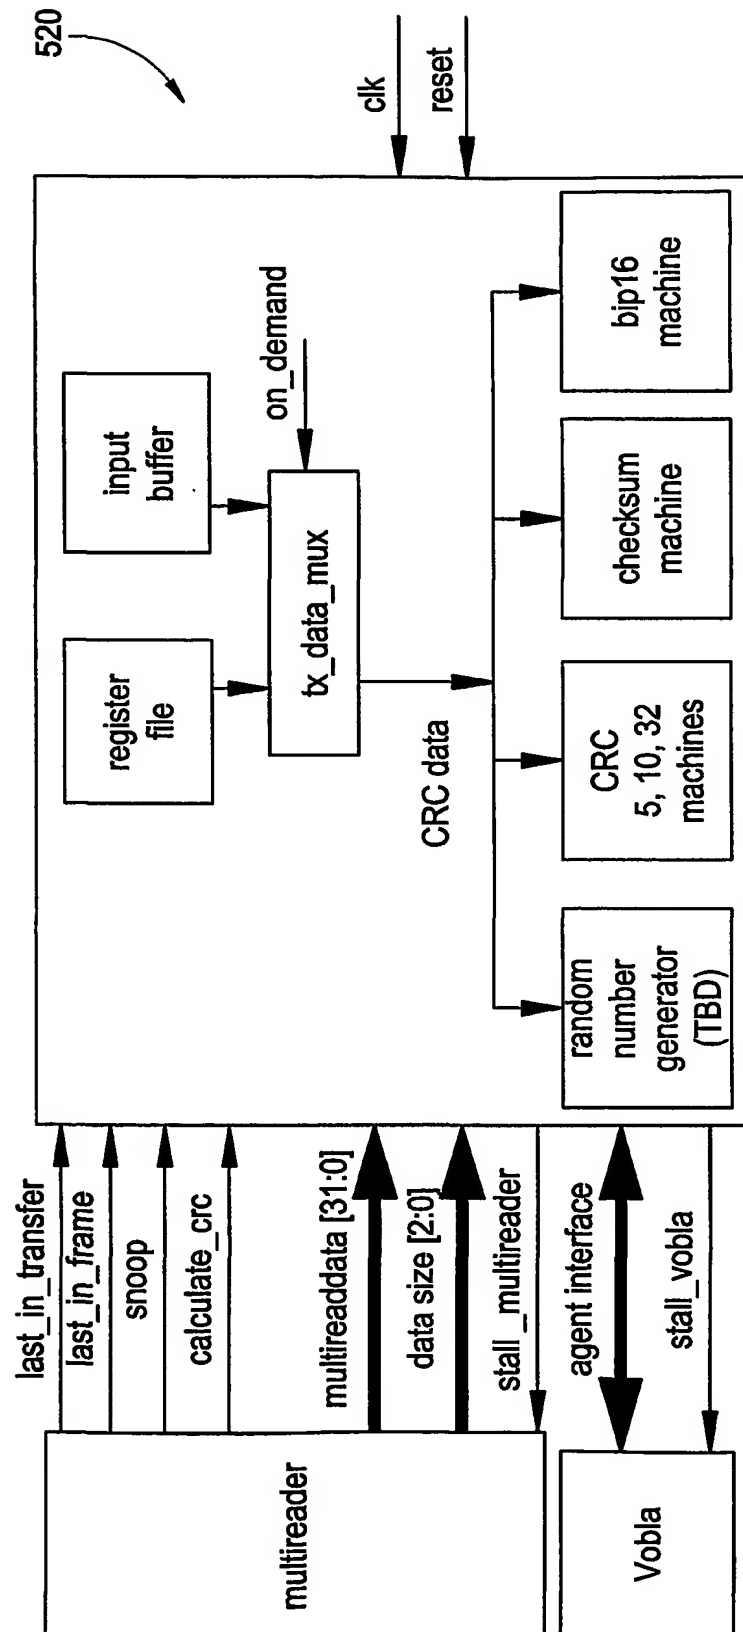 520
clk
reset
last_in_transfer
last_in_frame
snoop
calculate_crc
multireaddata [31:0]
data size [2:0]
stall_multireader
agent interface
stall_vobla
multireader
Vobla
register
file
input
buffer
on_demand
tx_data_mux
CRC data
random
number
generator
(TBD)
CRC
5, 10, 32
machines
checksum
machine
bip16
machine